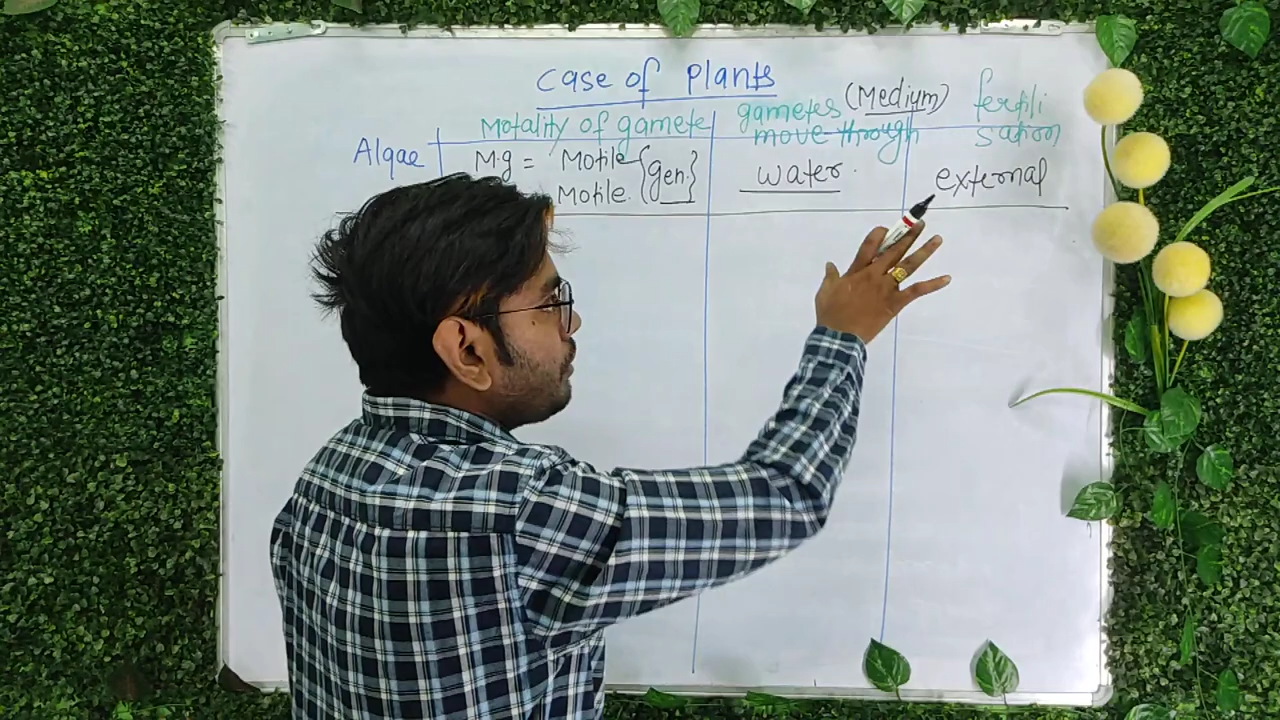 Case of Plants
Motality of gamete
gametes (Medium)
move through
fertili
sation
Algae
M.g = Motile {gen.}
Motile.
water.
external